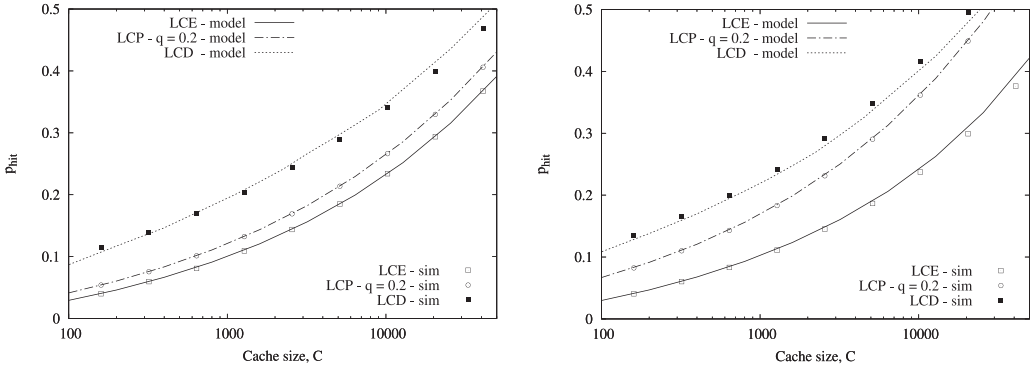 0.5
0.4
0.3
0.2
0.1
0
p_hit
100
1000
10000
Cache size, C
LCE - model
LCP - q = 0.2 - model
LCD - model
LCE - sim
LCP - q = 0.2 - sim
LCD - sim
0.5
0.4
0.3
0.2
0.1
0
p_hit
100
1000
10000
Cache size, C
LCE - model
LCP - q = 0.2 - model
LCD - model
LCE - sim
LCP - q = 0.2 - sim
LCD - sim